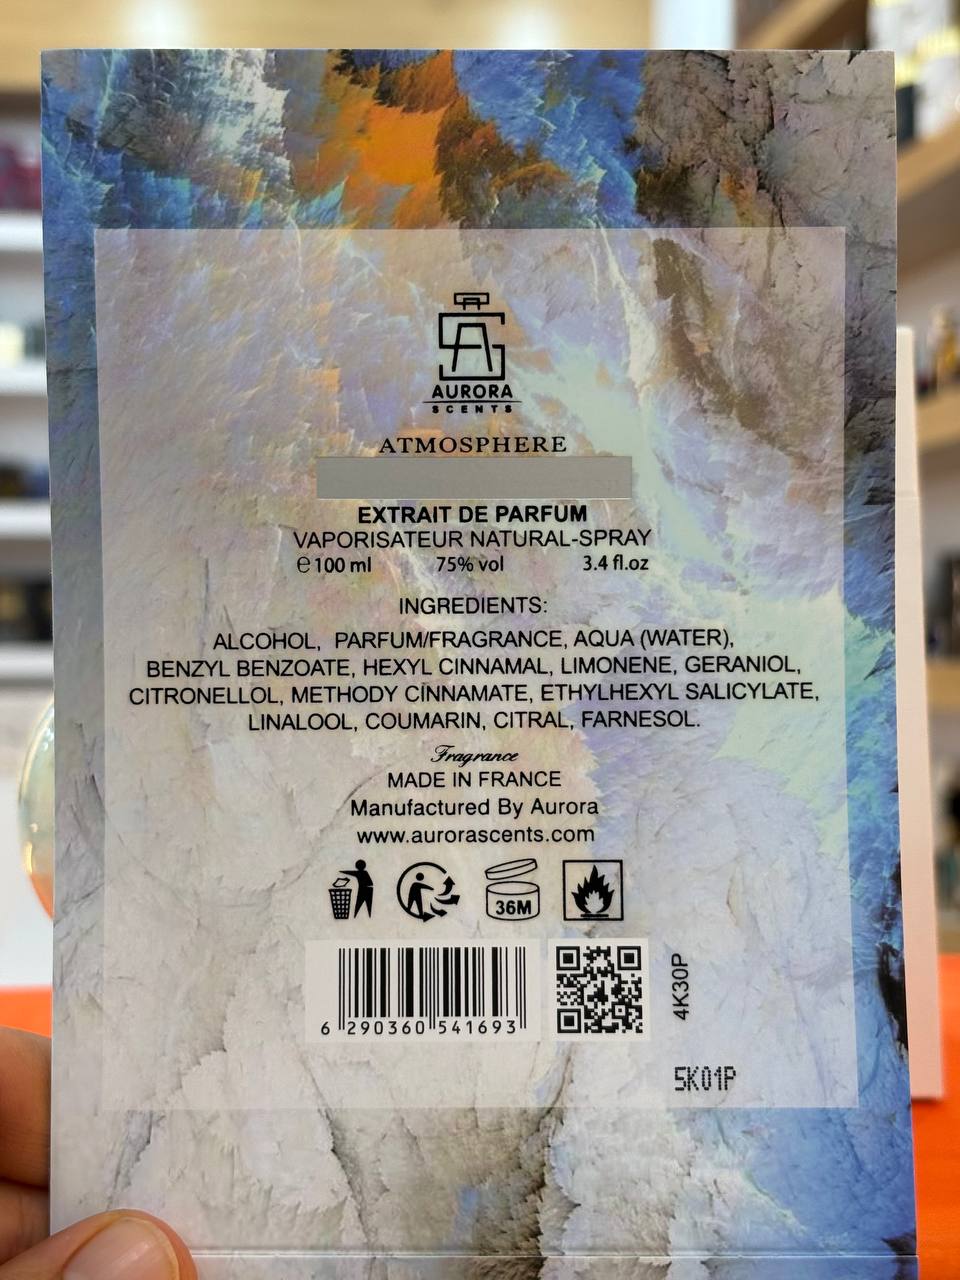 AURORA
SCENTS
ATMOSPHERE
EXTRAIT DE PARFUM
VAPORISATEUR NATURAL-SPRAY
℮ 100 ml 75% vol 3.4 fl.oz
INGREDIENTS:
ALCOHOL, PARFUM/FRAGRANCE, AQUA (WATER),
BENZYL BENZOATE, HEXYL CINNAMAL, LIMONENE, GERANIOL,
CITRONELLOL, METHODY CINNAMATE, ETHYLHEXYL SALICYLATE,
LINALOOL, COUMARIN, CITRAL, FARNESOL.
Fragrance
MADE IN FRANCE
Manufactured By Aurora
www.aurorascents.com
36M
6 290360 541693
4K30P
5K01P